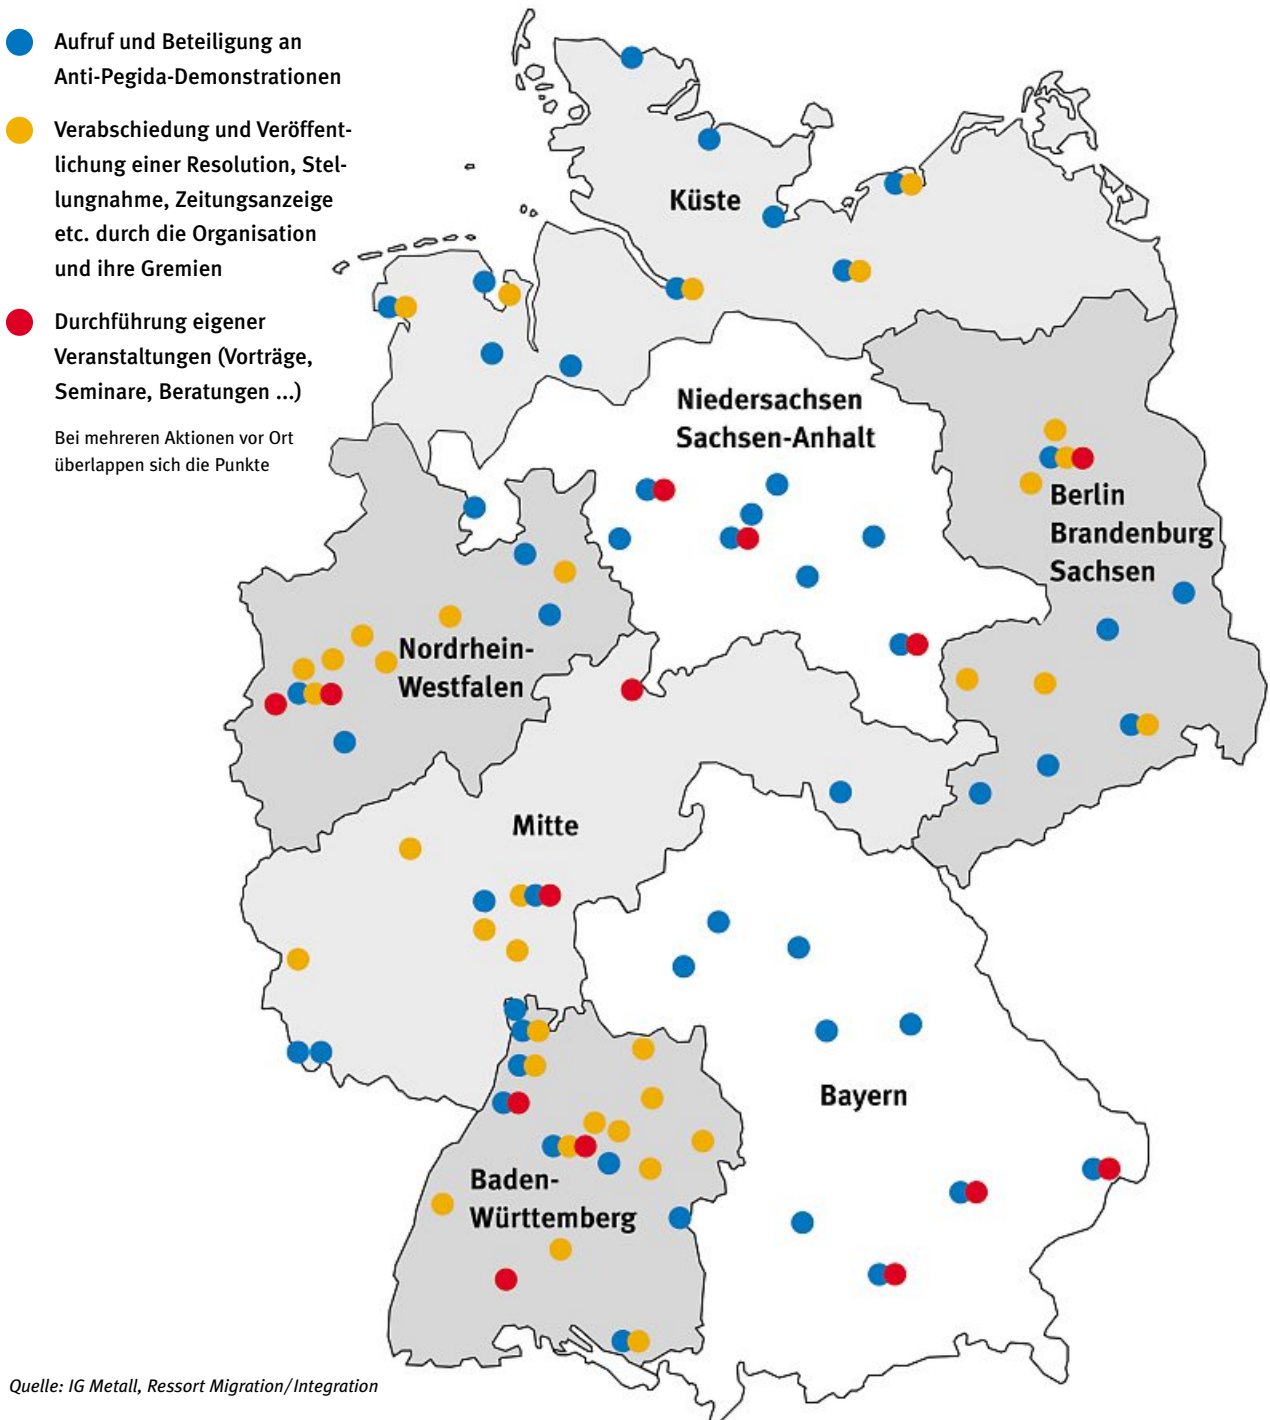 Aufruf und Beteiligung an
Anti-Pegida-Demonstrationen
Verabschiedung und Veröffent-
lichung einer Resolution, Stel-
lungnahme, Zeitungsanzeige
etc. durch die Organisation
und ihre Gremien
Durchführung eigener
Veranstaltungen (Vorträge,
Seminare, Beratungen ...)
Bei mehreren Aktionen vor Ort
überlappen sich die Punkte
Küste
Niedersachsen
Sachsen-Anhalt
Berlin
Brandenburg
Sachsen
Nordrhein-
Westfalen
Mitte
Bayern
Baden-
Württemberg
Quelle: IG Metall, Ressort Migration/Integration